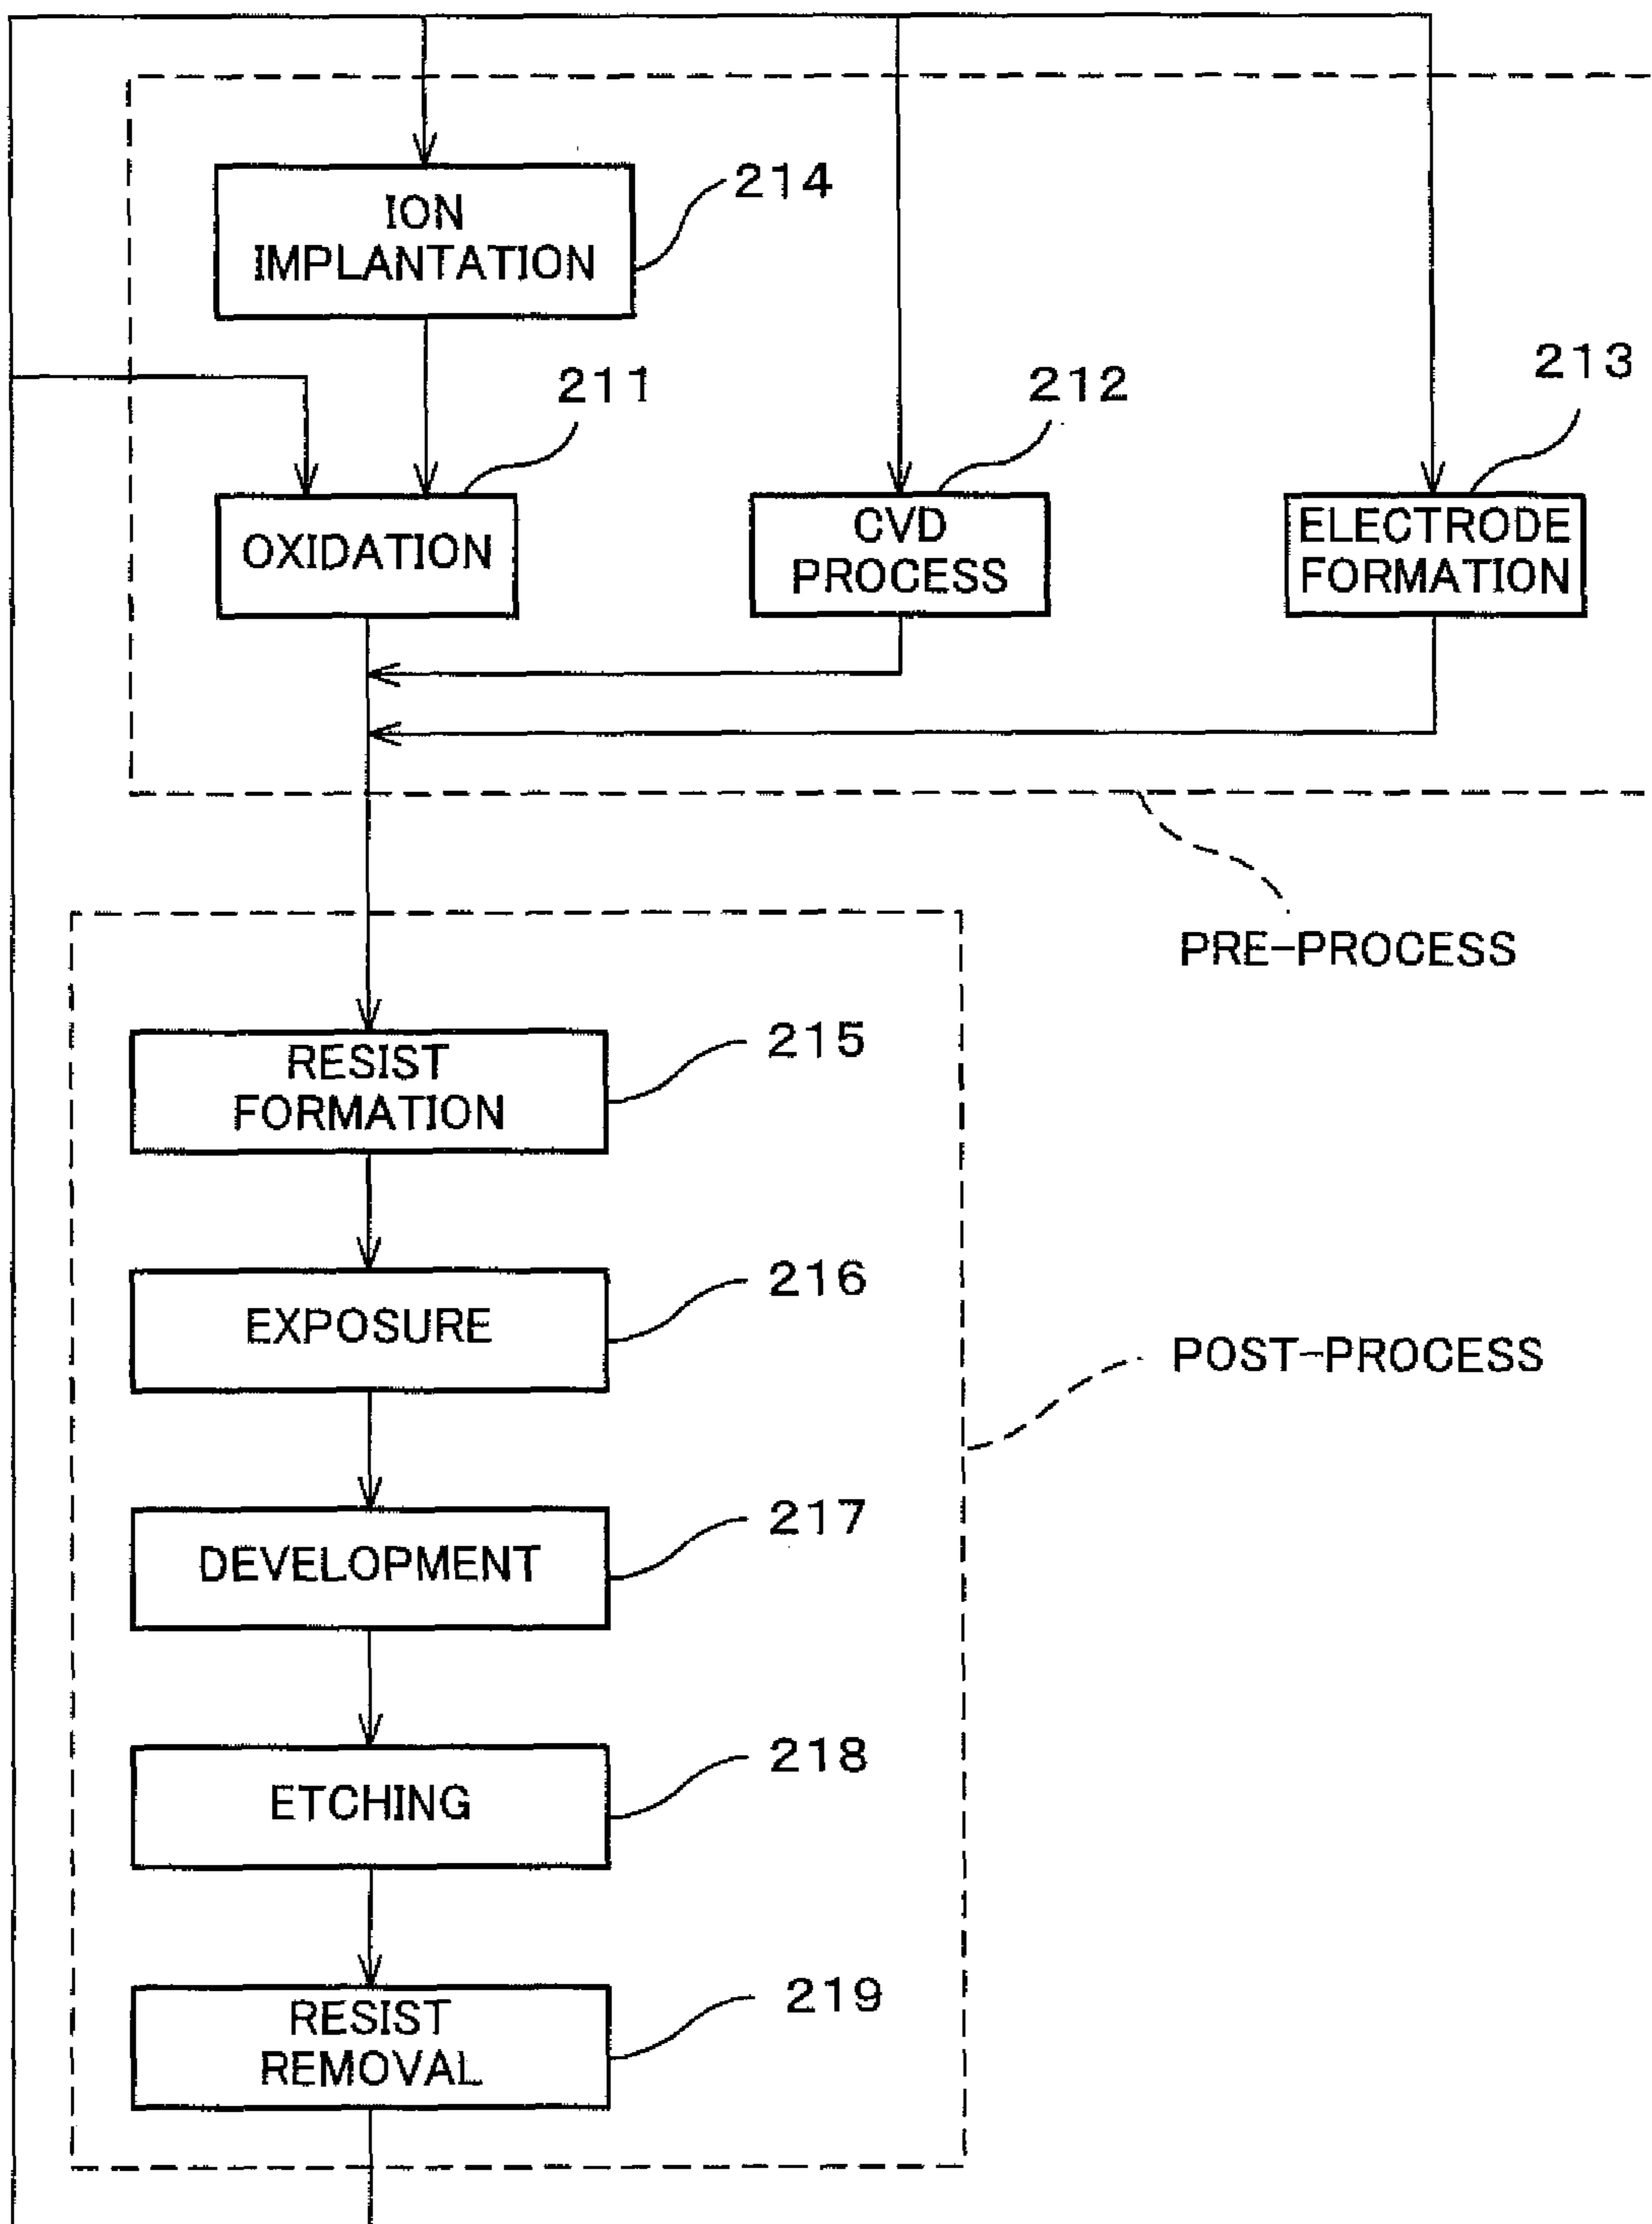 214
ION
IMPLANTATION
211
212
213
OXIDATION
CVD
PROCESS
ELECTRODE
FORMATION
PRE-PROCESS
215
RESIST
FORMATION
216
EXPOSURE
POST-PROCESS
217
DEVELOPMENT
218
ETCHING
219
RESIST
REMOVAL